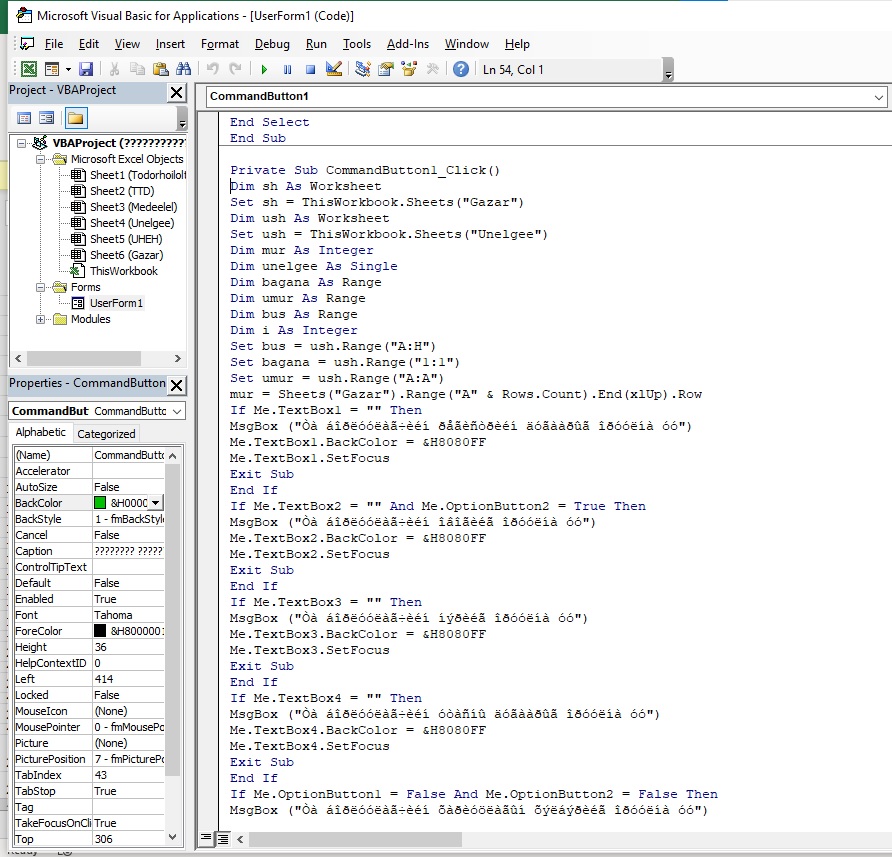 Microsoft Visual Basic for Applications - [UserForm1 (Code)]
File Edit View Insert Format Debug Run Tools Add-Ins Window Help
Ln 54, Col 1
Project - VBAProject
VBAProject (???????????
Microsoft Excel Objects
Sheet1 (Todorhoilolt
Sheet2 (TTD)
Sheet3 (Medeelel)
Sheet4 (Unelgee)
Sheet5 (UHEH)
Sheet6 (Gazar)
ThisWorkbook
Forms
UserForm1
Modules
Properties - CommandButton
CommandBut CommandButto
Alphabetic Categorized
(Name) CommandButto
Accelerator
AutoSize False
BackColor &H0000
BackStyle 1 - fmBackStyl
Cancel False
Caption ???????? ?????
ControlTipText
Default False
Enabled True
Font Tahoma
ForeColor &H8000001
Height 36
HelpContextID 0
Left 414
Locked False
MouseIcon (None)
MousePointer 0 - fmMousePo
Picture (None)
PicturePosition 7 - fmPicturePo
TabIndex 43
TabStop True
Tag
TakeFocusOnCli True
Top 306
CommandButton1
End Select
End Sub
Private Sub CommandButton1_Click()
Dim sh As Worksheet
Set sh = ThisWorkbook.Sheets("Gazar")
Dim ush As Worksheet
Set ush = ThisWorkbook.Sheets("Unelgee")
Dim mur As Integer
Dim unelgee As Single
Dim bagana As Range
Dim umur As Range
Dim bus As Range
Dim i As Integer
Set bus = ush.Range("A:H")
Set bagana = ush.Range("1:1")
Set umur = ush.Range("A:A")
mur = Sheets("Gazar").Range("A" & Rows.Count).End(xlUp).Row
If Me.TextBox1 = "" Then
MsgBox ("Òà áîðëóóëàã÷èéí ðåãèñòðèéí äóãààðûã îðóóëíà óó")
Me.TextBox1.BackColor = &H8080FF
Me.TextBox1.SetFocus
Exit Sub
End If
If Me.TextBox2 = "" And Me.OptionButton2 = True Then
MsgBox ("Òà áîðëóóëàã÷èéí îâîãèéã îðóóëíà óó")
Me.TextBox2.BackColor = &H8080FF
Me.TextBox2.SetFocus
Exit Sub
End If
If Me.TextBox3 = "" Then
MsgBox ("Òà áîðëóóëàã÷èéí íýðèéã îðóóëíà óó")
Me.TextBox3.BackColor = &H8080FF
Me.TextBox3.SetFocus
Exit Sub
End If
If Me.TextBox4 = "" Then
MsgBox ("Òà áîðëóóëàã÷èéí óòàñíû äóãààðûã îðóóëíà óó")
Me.TextBox4.BackColor = &H8080FF
Me.TextBox4.SetFocus
Exit Sub
End If
If Me.OptionButton1 = False And Me.OptionButton2 = False Then
MsgBox ("Òà áîðëóóëàã÷èéí õàðèóöëàãûí õýëáýðèéã îðóóëíà óó")